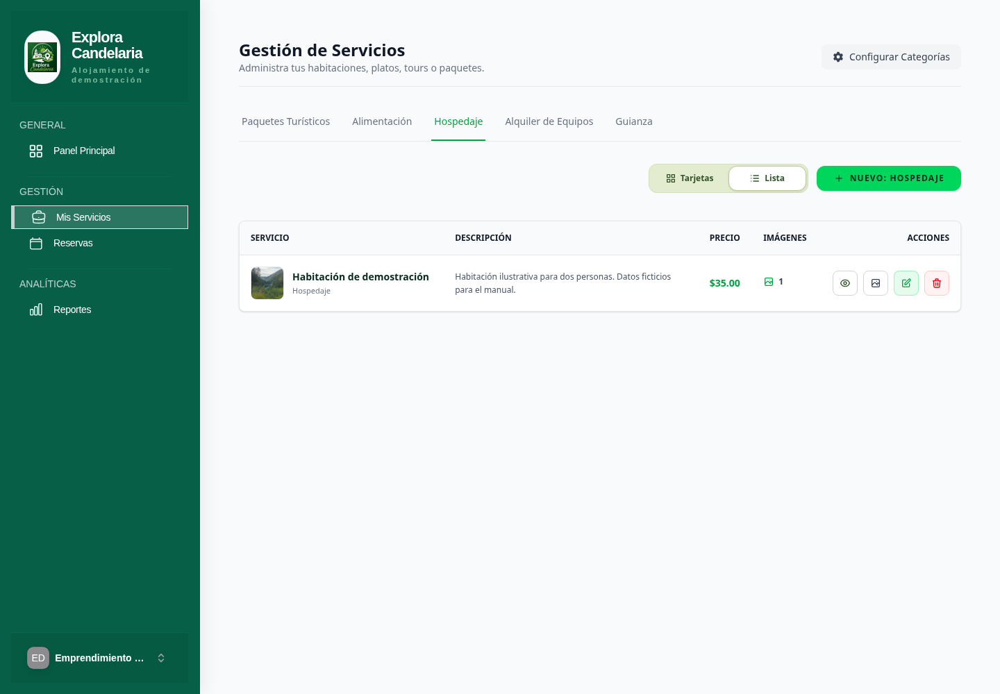 Explora
Candelaria
Explora
Candelaria
Alojamiento de
demostración
GENERAL
Panel Principal
GESTIÓN
Mis Servicios
Reservas
ANALÍTICAS
Reportes
ED Emprendimiento ...
Gestión de Servicios
Administra tus habitaciones, platos, tours o paquetes.
Configurar Categorías
Paquetes Turísticos Alimentación Hospedaje Alquiler de Equipos Guianza
Tarjetas Lista + NUEVO: HOSPEDAJE
SERVICIO DESCRIPCIÓN PRECIO IMÁGENES ACCIONES
Habitación de demostración
Hospedaje
Habitación ilustrativa para dos personas. Datos ficticios
para el manual.
$35.00
1